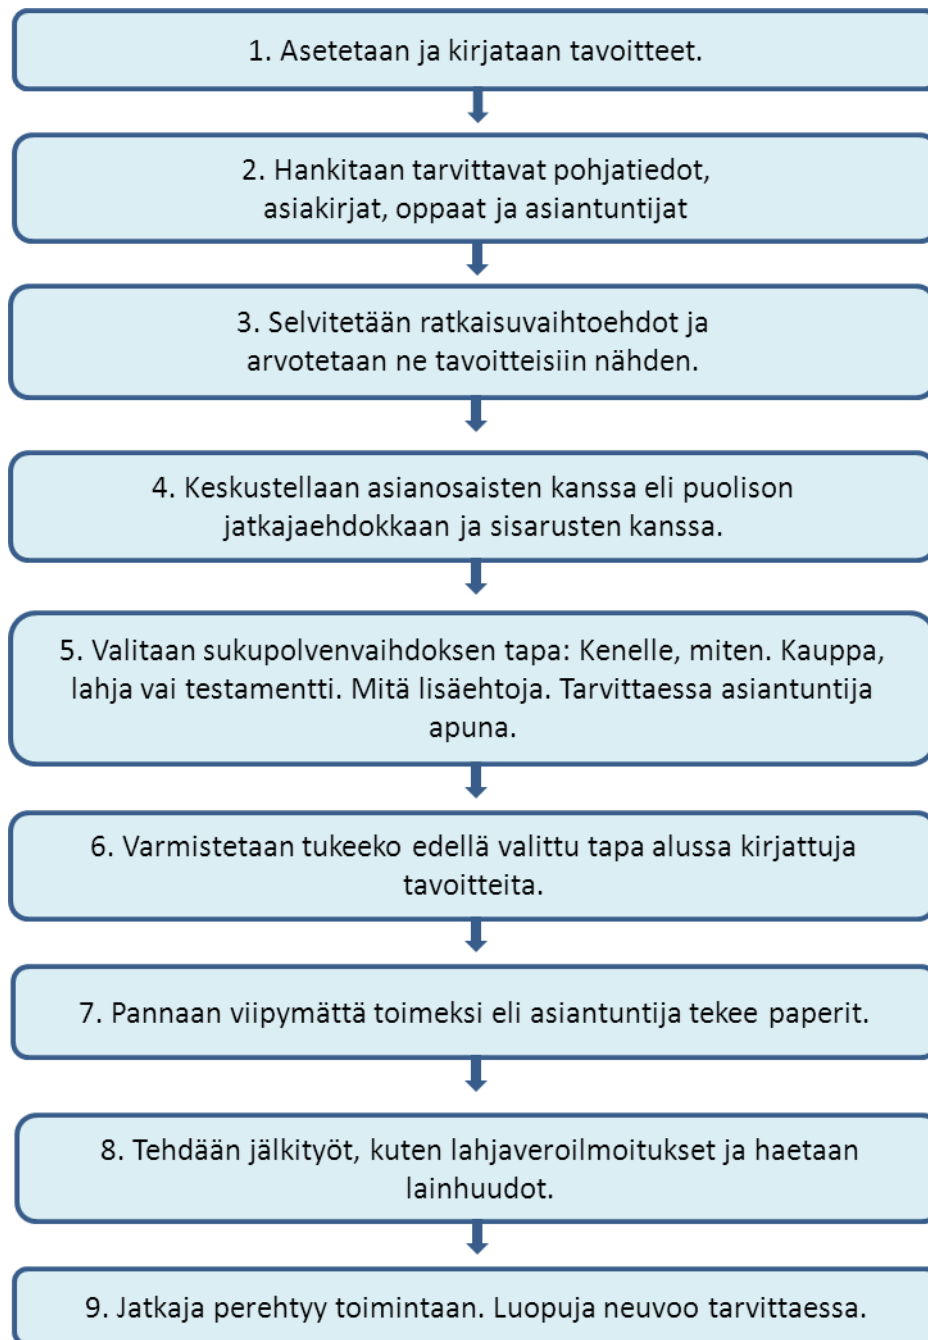 1. Asetetaan ja kirjataan tavoitteet.
2. Hankitaan tarvittavat pohjatiedot,
asiakirjat, oppaat ja asiantuntijat
3. Selvitetään ratkaisuvaihtoehdot ja
arvotetaan ne tavoitteisiin nähden.
4. Keskustellaan asianosaisten kanssa eli puolison
jatkajaehdokkaan ja sisarusten kanssa.
5. Valitaan sukupolvenvaihdoksen tapa: Kenelle, miten. Kauppa,
lahja vai testamentti. Mitä lisäehtoja. Tarvittaessa asiantuntija
apuna.
6. Varmistetaan tukeeko edellä valittu tapa alussa kirjattuja
tavoitteita.
7. Pannaan viipymättä toimeksi eli asiantuntija tekee paperit.
8. Tehdään jälkityöt, kuten lahjaveroilmoitukset ja haetaan
lainhuudot.
9. Jatkaja perehtyy toimintaan. Luopuja neuvoo tarvittaessa.